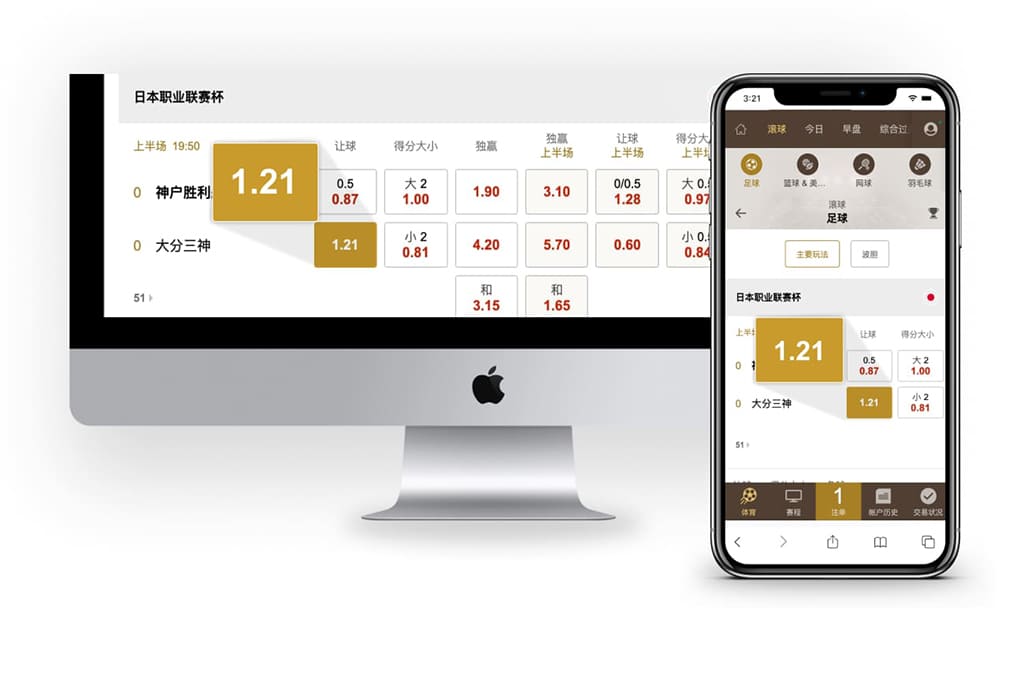 日本职业联赛杯
上半场 19:50
让球
得分大小
独赢
独赢
上半场
让球
上半场
得分大
上半场
0 神户胜利
1.21
0.5
0.87
大 2
1.00
1.90
3.10
0/0.5
1.28
大 0.5
0.97
0 大分三神
1.21
小 2
0.81
4.20
5.70
0.60
小 0.5
0.84
51
和
3.15
和
1.65
3:21
滚球 今日 早盘 综合过
足球 篮球 & 美... 网球 羽毛球
滚球
足球
主要玩法 波胆
日本职业联赛杯
上半
让球 得分大小
0
1.21
0.5
0.87
大 2
1.00
0 大分三神
1.21
小 2
0.81
51
1
体育 赛程 注单 帐户历史 交易状况